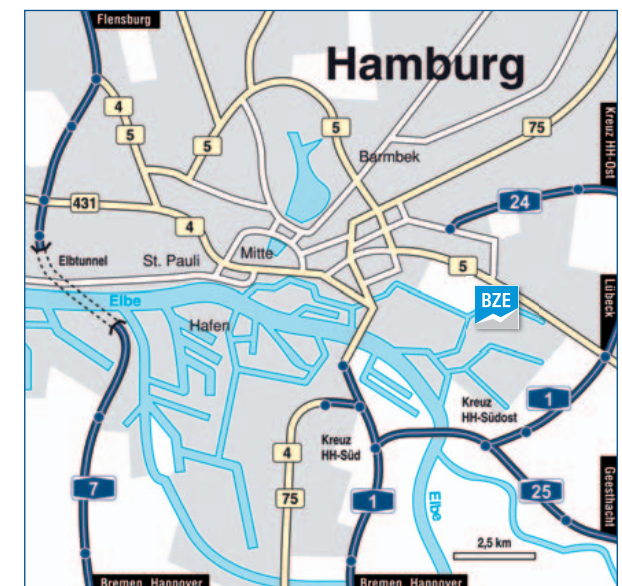 Flensburg
Hamburg
4
5
5
5
75
Barmbek
Kreuz HH-Ost
24
431
4
Elbtunnel
St. Pauli
Mitte
5
BZE
Elbe
Hafen
Lübeck
Kreuz
HH-Südost
1
Kreuz
HH-Süd
4
75
7
1
25
Geesthacht
Elbe
2,5 km
Bremen, Hannover
Bremen, Hannover